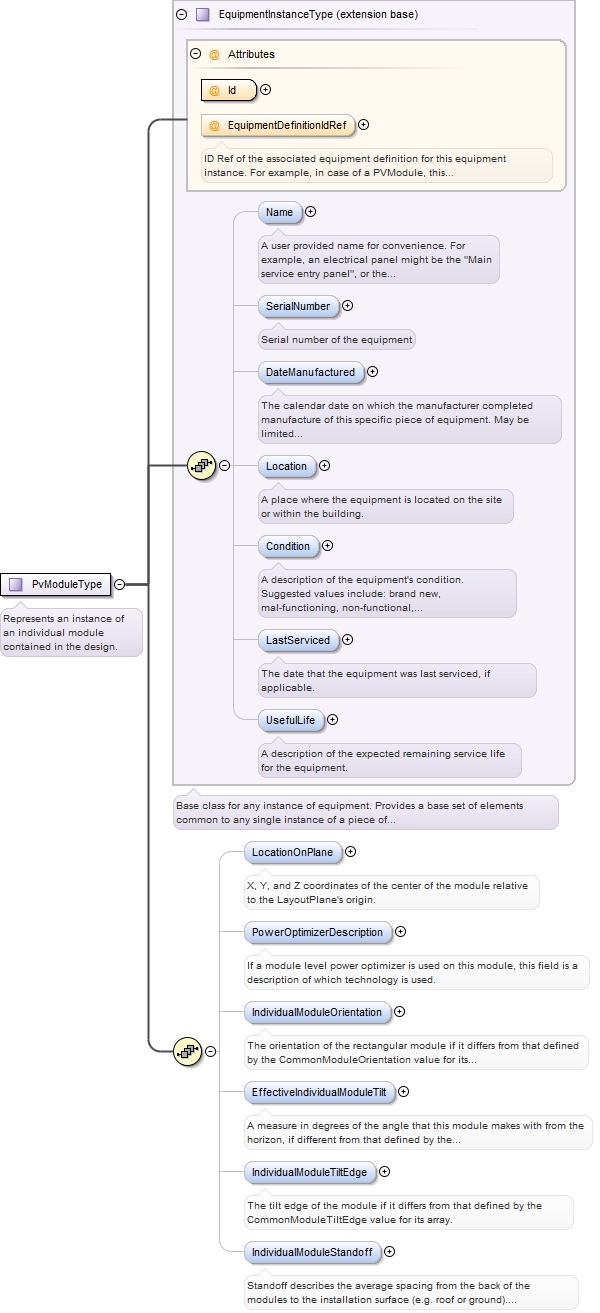 EquipmentInstanceType (extension base)
@ Attributes
@ Id
@ EquipmentDefinitionIdRef
ID Ref of the associated equipment definition for this equipment
instance. For example, in case of a PVModule, this...
Name
A user provided name for convenience. For
example, an electrical panel might be the "Main
service entry panel", or the...
SerialNumber
Serial number of the equipment
DateManufactured
The calendar date on which the manufacturer completed
manufacture of this specific piece of equipment. May be
limited...
Location
A place where the equipment is located on the site
or within the building.
Condition
A description of the equipment's condition.
Suggested values include: brand new,
mal-functioning, non-functional,...
PvModuleType
Represents an instance of
an individual module
contained in the design.
LastServiced
The date that the equipment was last serviced, if
applicable.
UsefulLife
A description of the expected remaining service life
for the equipment.
Base class for any instance of equipment. Provides a base set of elements
common to any single instance of a piece of...
LocationOnPlane
X, Y, and Z coordinates of the center of the module relative
to the LayoutPlane's origin.
PowerOptimizerDescription
If a module level power optimizer is used on this module, this field is a
description of which technology is used.
IndividualModuleOrientation
The orientation of the rectangular module if it differs from that defined
by the CommonModuleOrientation value for its...
EffectiveIndividualModuleTilt
A measure in degrees of the angle that this module makes with from the
horizon, if different from that defined by the...
IndividualModuleTiltEdge
The tilt edge of the module if it differs from that defined by the
CommonModuleTiltEdge value for its array.
IndividualModuleStandoff
Standoff describes the average spacing from the back of the
modules to the installation surface (e.g. roof or ground)....